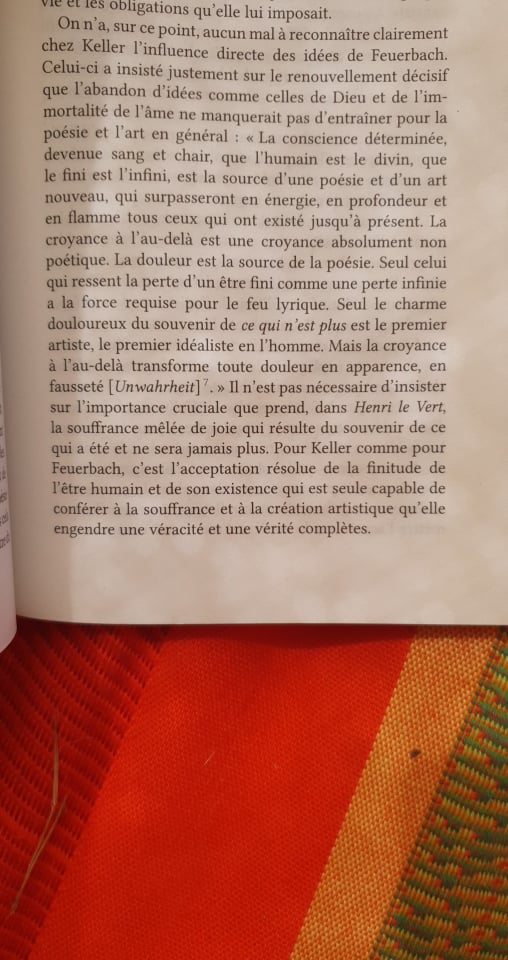 vie et les obligations qu'elle lui imposait.
On n'a, sur ce point, aucun mal à reconnaître clairement
chez Keller l'influence directe des idées de Feuerbach.
Celui-ci a insisté justement sur le renouvellement décisif
que l'abandon d'idées comme celles de Dieu et de l'im-
mortalité de l'âme ne manquerait pas d'entraîner pour la
poésie et l'art en général : « La conscience déterminée,
devenue sang et chair, que l'humain est le divin, que
le fini est l'infini, est la source d'une poésie et d'un art
nouveau, qui surpasseront en énergie, en profondeur et
en flamme tous ceux qui ont existé jusqu'à présent. La
croyance à l'au-delà est une croyance absolument non
poétique. La douleur est la source de la poésie. Seul celui
qui ressent la perte d'un être fini comme une perte infinie
a la force requise pour le feu lyrique. Seul le charme
douloureux du souvenir de ce qui n'est plus est le premier
artiste, le premier idéaliste en l'homme. Mais la croyance
à l'au-delà transforme toute douleur en apparence, en
fausseté [Unwahrheit]⁷. » Il n'est pas nécessaire d'insister
sur l'importance cruciale que prend, dans Henri le Vert,
la souffrance mêlée de joie qui résulte du souvenir de ce
qui a été et ne sera jamais plus. Pour Keller comme pour
Feuerbach, c'est l'acceptation résolue de la finitude de
l'être humain et de son existence qui est seule capable de
conférer à la souffrance et à la création artistique qu'elle
engendre une véracité et une vérité complètes.